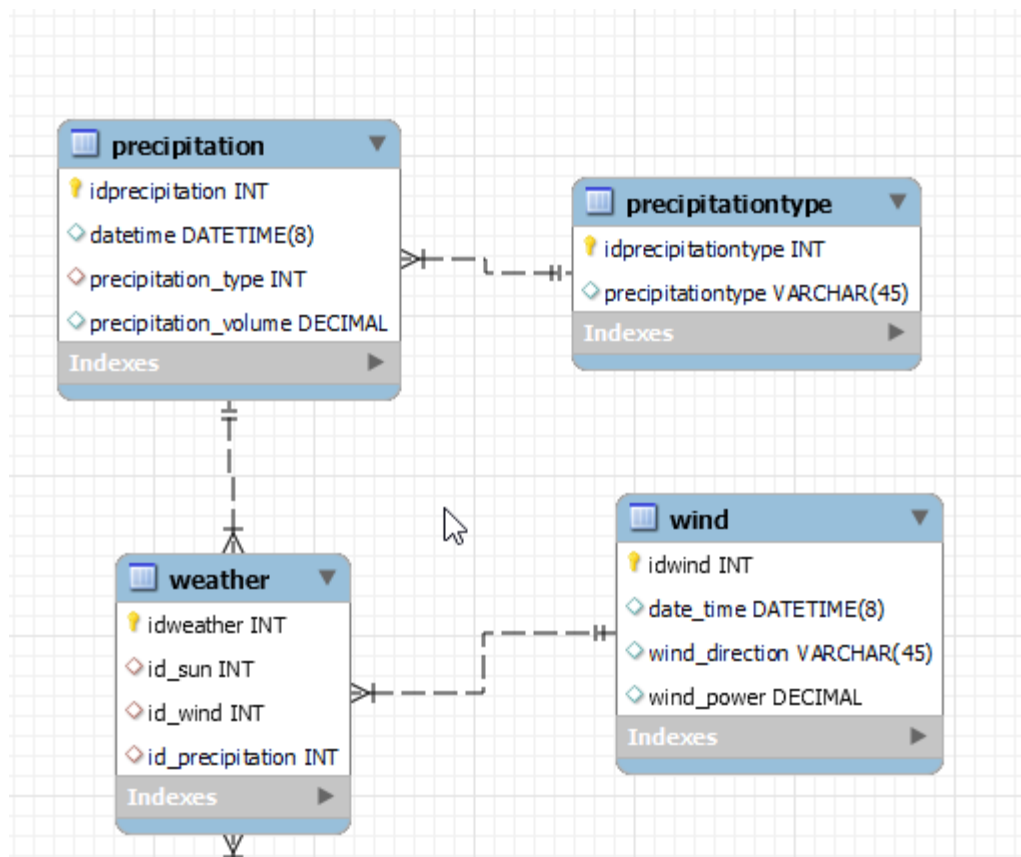 precipitation
idprecipitation INT
datetime DATETIME(8)
precipitation_type INT
precipitation_volume DECIMAL
Indexes
precipitationtype
idprecipitationtype INT
precipitationtype VARCHAR(45)
Indexes
weather
idweather INT
id_sun INT
id_wind INT
id_precipitation INT
Indexes
wind
idwind INT
date_time DATETIME(8)
wind_direction VARCHAR(45)
wind_power DECIMAL
Indexes